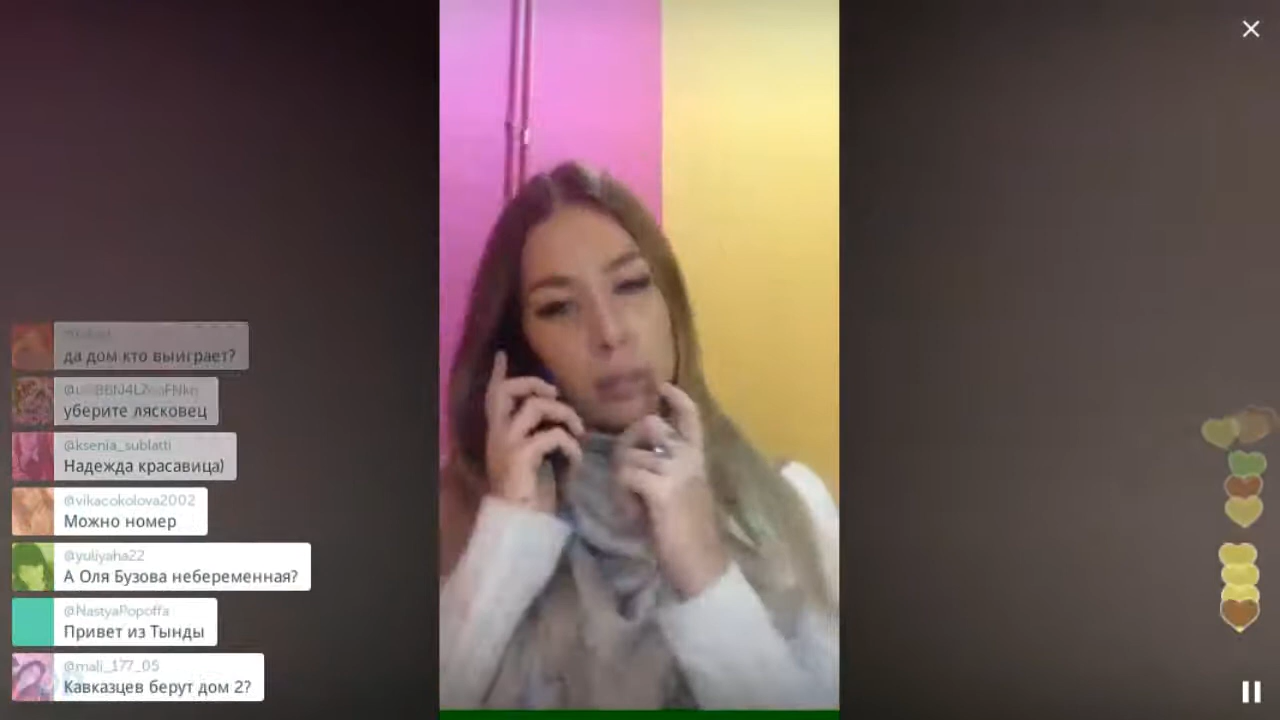 да дом кто выиграет?
уберите лясковец
@ksenia_sublatti
Надежда красавица)
@vikacokolova2002
Можно номер
@yuliyaha22
А Оля Бузова небеременная?
@NastyaPopoffa
Привет из Тынды
@mali_177_05
Кавказцев берут дом 2?